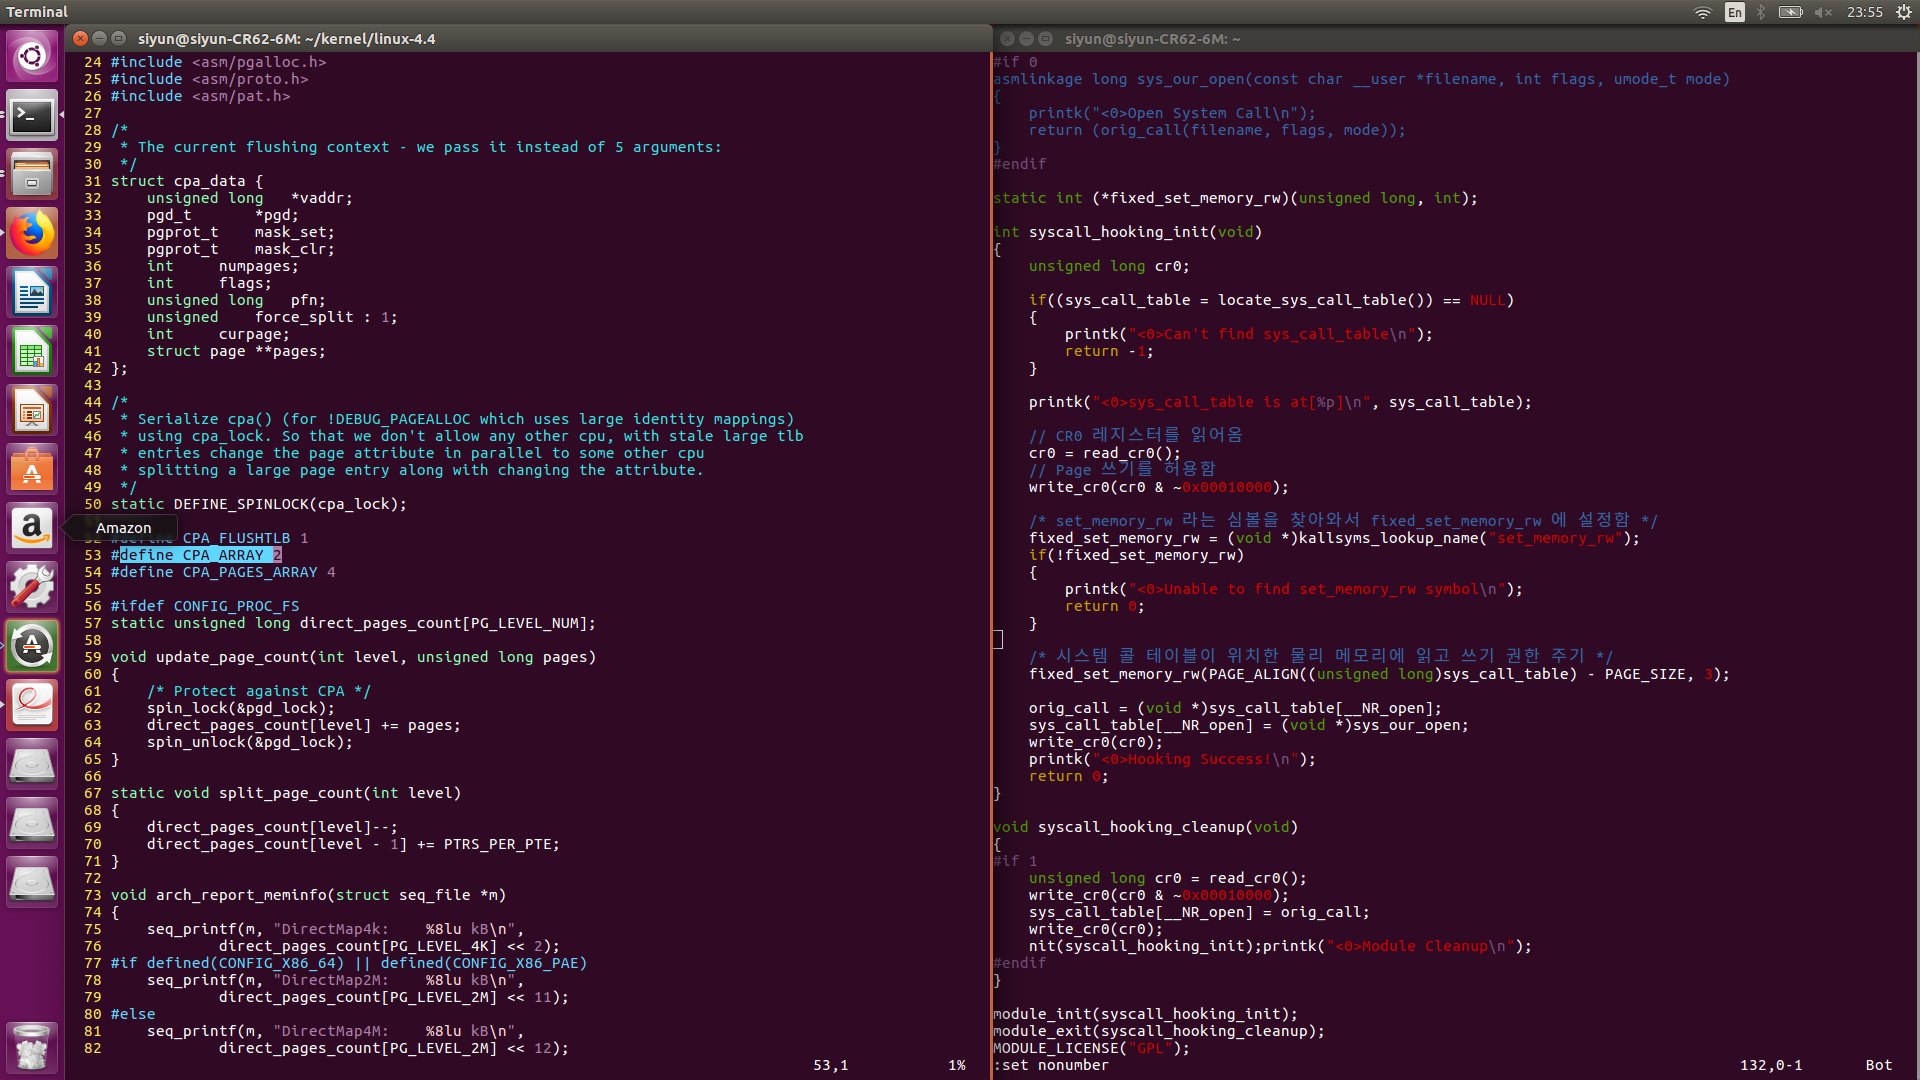 Terminal
En
23:55
siyun@siyun-CR62-6M: ~/kernel/linux-4.4
24 #include <asm/pgalloc.h>
25 #include <asm/proto.h>
26 #include <asm/pat.h>
27
28 /*
29  * The current flushing context - we pass it instead of 5 arguments:
30  */
31 struct cpa_data {
32     unsigned long   *vaddr;
33     pgd_t       *pgd;
34     pgprot_t    mask_set;
35     pgprot_t    mask_clr;
36     int     numpages;
37     int     flags;
38     unsigned long   pfn;
39     unsigned    force_split : 1;
40     int     curpage;
41     struct page **pages;
42 };
43
44 /*
45  * Serialize cpa() (for !DEBUG_PAGEALLOC which uses large identity mappings)
46  * using cpa_lock. So that we don't allow any other cpu, with stale large tlb
47  * entries change the page attribute in parallel to some other cpu
48  * splitting a large page entry along with changing the attribute.
49  */
50 static DEFINE_SPINLOCK(cpa_lock);
Amazon
52 #define CPA_FLUSHTLB 1
53 #define CPA_ARRAY 2
54 #define CPA_PAGES_ARRAY 4
55
56 #ifdef CONFIG_PROC_FS
57 static unsigned long direct_pages_count[PG_LEVEL_NUM];
58
59 void update_page_count(int level, unsigned long pages)
60 {
61     /* Protect against CPA */
62     spin_lock(&pgd_lock);
63     direct_pages_count[level] += pages;
64     spin_unlock(&pgd_lock);
65 }
66
67 static void split_page_count(int level)
68 {
69     direct_pages_count[level]--;
70     direct_pages_count[level - 1] += PTRS_PER_PTE;
71 }
72
73 void arch_report_meminfo(struct seq_file *m)
74 {
75     seq_printf(m, "DirectMap4k:    %8lu kB\n",
76             direct_pages_count[PG_LEVEL_4K] << 2);
77 #if defined(CONFIG_X86_64) || defined(CONFIG_X86_PAE)
78     seq_printf(m, "DirectMap2M:    %8lu kB\n",
79             direct_pages_count[PG_LEVEL_2M] << 11);
80 #else
81     seq_printf(m, "DirectMap4M:    %8lu kB\n",
82             direct_pages_count[PG_LEVEL_2M] << 12);
53,1 1%
siyun@siyun-CR62-6M: ~
#if 0
asmlinkage long sys_our_open(const char __user *filename, int flags, umode_t mode)
{
    printk("<0>Open System Call\n");
    return (orig_call(filename, flags, mode));
}
#endif
static int (*fixed_set_memory_rw)(unsigned long, int);
int syscall_hooking_init(void)
{
    unsigned long cr0;
    if((sys_call_table = locate_sys_call_table()) == NULL)
    {
        printk("<0>Can't find sys_call_table\n");
        return -1;
    }
    printk("<0>sys_call_table is at[%p]\n", sys_call_table);
    // CR0 레지스터를 읽어옴
    cr0 = read_cr0();
    // Page 쓰기를 허용함
    write_cr0(cr0 & ~0x00010000);
    /* set_memory_rw 라는 심볼을 찾아와서 fixed_set_memory_rw 에 설정함 */
    fixed_set_memory_rw = (void *)kallsyms_lookup_name("set_memory_rw");
    if(!fixed_set_memory_rw)
    {
        printk("<0>Unable to find set_memory_rw symbol\n");
        return 0;
    }
    /* 시스템 콜 테이블이 위치한 물리 메모리에 읽고 쓰기 권한 주기 */
    fixed_set_memory_rw(PAGE_ALIGN((unsigned long)sys_call_table) - PAGE_SIZE, 3);
    orig_call = (void *)sys_call_table[__NR_open];
    sys_call_table[__NR_open] = (void *)sys_our_open;
    write_cr0(cr0);
    printk("<0>Hooking Success!\n");
    return 0;
}
void syscall_hooking_cleanup(void)
{
#if 1
    unsigned long cr0 = read_cr0();
    write_cr0(cr0 & ~0x00010000);
    sys_call_table[__NR_open] = orig_call;
    write_cr0(cr0);
    nit(syscall_hooking_init);printk("<0>Module Cleanup\n");
#endif
}
module_init(syscall_hooking_init);
module_exit(syscall_hooking_cleanup);
MODULE_LICENSE("GPL");
:set nonumber 132,0-1 Bot